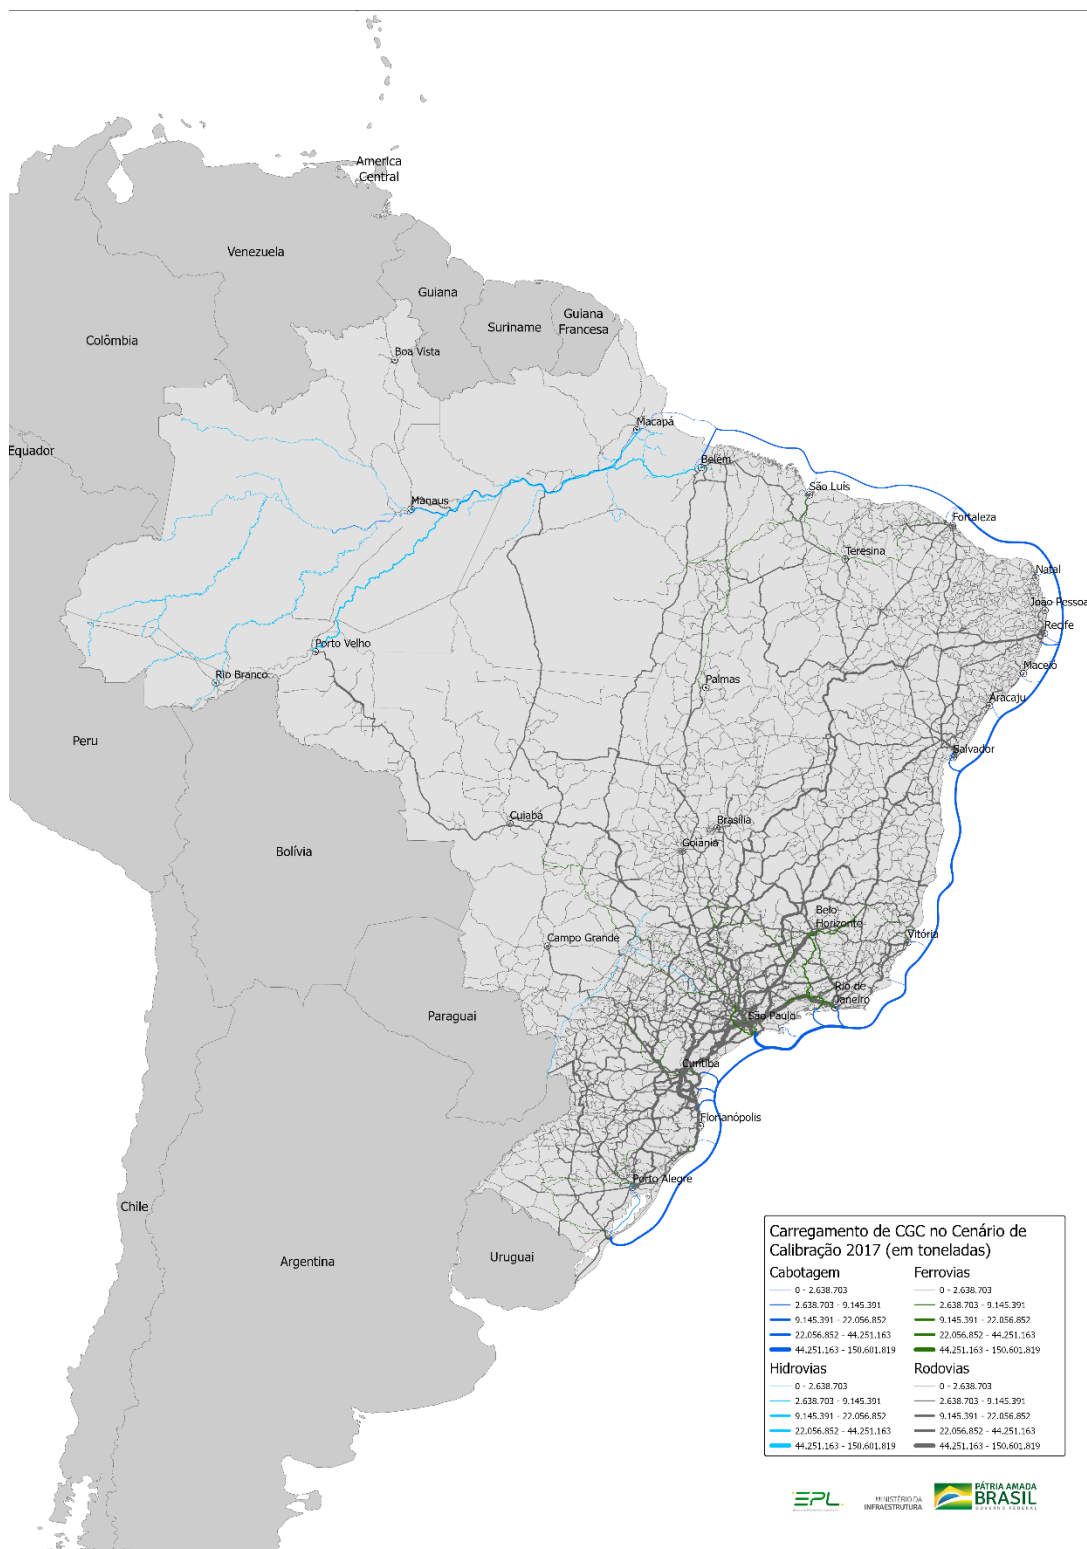 America
Central
Venezuela
Guiana
Suriname
Guiana
Francesa
Colômbia
Boa Vista
Macapá
Equador
Belém
São Luís
Manaus
Fortaleza
Teresina
Natal
João Pessoa
Recife
Porto Velho
Rio Branco
Maceió
Palmas
Aracaju
Peru
Salvador
Cuiabá
Brasília
Goiânia
Bolívia
Belo
Horizonte
Vitória
Campo Grande
Rio de
Janeiro
Paraguai
São Paulo
Curitiba
Florianópolis
Porto Alegre
Chile
Uruguai
Argentina
Carregamento de CGC no Cenário de
Calibração 2017 (em toneladas)
Cabotagem
0 - 2.638.703
2.638.703 - 9.145.391
9.145.391 - 22.056.852
22.056.852 - 44.251.163
44.251.163 - 150.601.819
Ferrovias
0 - 2.638.703
2.638.703 - 9.145.391
9.145.391 - 22.056.852
22.056.852 - 44.251.163
44.251.163 - 150.601.819
Hidrovias
0 - 2.638.703
2.638.703 - 9.145.391
9.145.391 - 22.056.852
22.056.852 - 44.251.163
44.251.163 - 150.601.819
Rodovias
0 - 2.638.703
2.638.703 - 9.145.391
9.145.391 - 22.056.852
22.056.852 - 44.251.163
44.251.163 - 150.601.819
EPL
MINISTÉRIO DA
INFRAESTRUTURA
PÁTRIA AMADA
BRASIL
GOVERNO FEDERAL